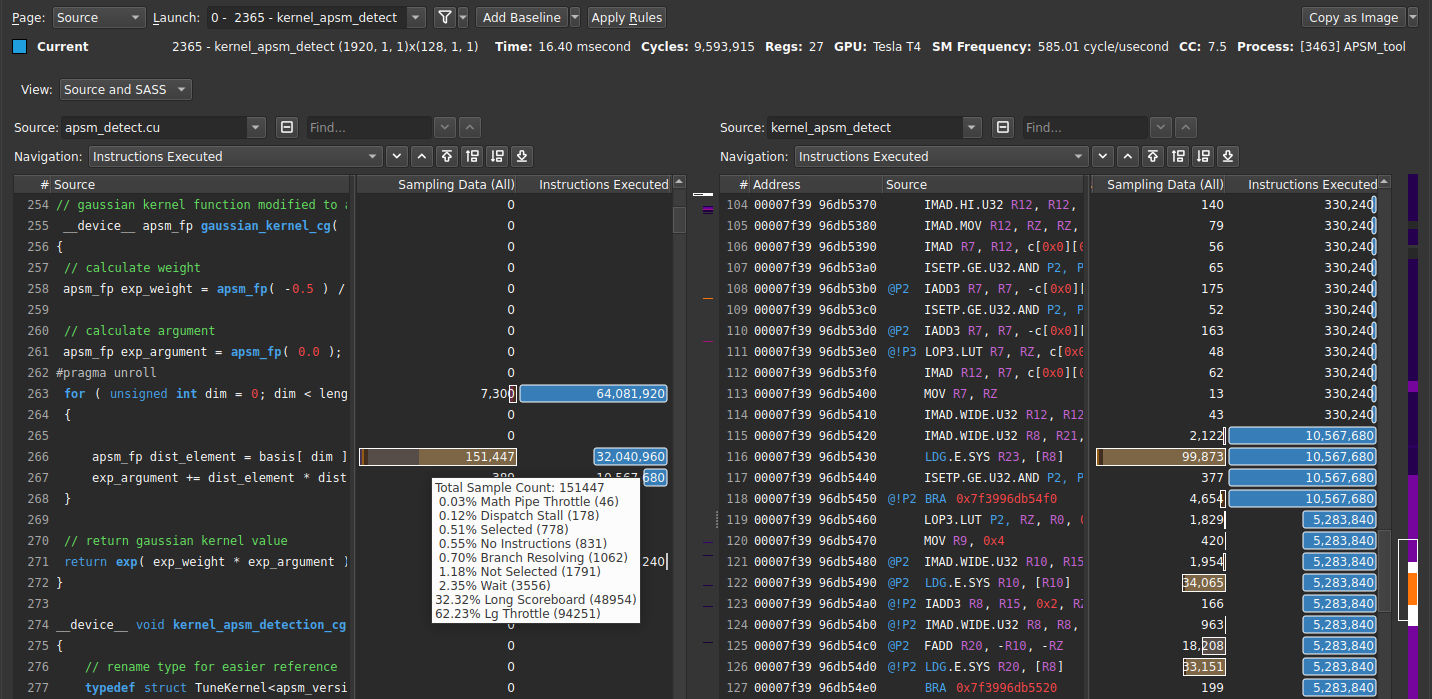 Page: Source Launch: 0 - 2365 - kernel_apsm_detect Add Baseline Apply Rules Copy as Image
Current 2365 - kernel_apsm_detect (1920, 1, 1)x(128, 1, 1) Time: 16.40 msecond Cycles: 9,593,915 Regs: 27 GPU: Tesla T4 SM Frequency: 585.01 cycle/usecond CC: 7.5 Process: [3463] APSM_tool
View: Source and SASS
Source: apsm_detect.cu Find...
Navigation: Instructions Executed
# Source Sampling Data (All) Instructions Executed
254 // gaussian kernel function modified to 0
255 __device__ apsm_fp gaussian_kernel_cg( 0
256 { 0
257 // calculate weight 0
258 apsm_fp exp_weight = apsm_fp( -0.5 ) / 0
259 0
260 // calculate argument 0
261 apsm_fp exp_argument = apsm_fp( 0.0 ); 0
262 #pragma unroll 0
263 for ( unsigned int dim = 0; dim < leng 7,300 64,081,920
264 { 0
265 0
266 apsm_fp dist_element = basis[ dim ] 151,447 32,040,960
267 exp_argument += dist_element * dist 380 10,567,680
268 }
269
270 // return gaussian kernel value
271 return exp( exp_weight * exp_argument ) 240
272 }
273
274 __device__ void kernel_apsm_detection_cg 0
275 { 0
276 // rename type for easier reference 0
277 typedef struct TuneKernel<apsm_versi 0
Total Sample Count: 151447
0.03% Math Pipe Throttle (46)
0.12% Dispatch Stall (178)
0.51% Selected (778)
0.55% No Instructions (831)
0.70% Branch Resolving (1062)
1.18% Not Selected (1791)
2.35% Wait (3556)
32.32% Long Scoreboard (48954)
62.23% Lg Throttle (94251)
Source: kernel_apsm_detect Find...
Navigation: Instructions Executed
# Address Source Sampling Data (All) Instructions Executed
104 00007f39 96db5370 IMAD.HI.U32 R12, R12, 140 330,240
105 00007f39 96db5380 IMAD.MOV R12, RZ, RZ, 79 330,240
106 00007f39 96db5390 IMAD R7, R12, c[0x0][ 56 330,240
107 00007f39 96db53a0 ISETP.GE.U32.AND P2, P 65 330,240
108 00007f39 96db53b0 @P2 IADD3 R7, R7, -c[0x0][ 175 330,240
109 00007f39 96db53c0 ISETP.GE.U32.AND P2, P 52 330,240
110 00007f39 96db53d0 @P2 IADD3 R7, R7, -c[0x0][ 163 330,240
111 00007f39 96db53e0 @!P3 LOP3.LUT R7, RZ, c[0x0 48 330,240
112 00007f39 96db53f0 IMAD R12, R7, c[0x0][0 62 330,240
113 00007f39 96db5400 MOV R7, RZ 13 330,240
114 00007f39 96db5410 IMAD.WIDE.U32 R12, R12 43 330,240
115 00007f39 96db5420 IMAD.WIDE.U32 R8, R21, 2,122 10,567,680
116 00007f39 96db5430 LDG.E.SYS R23, [R8] 99,873 10,567,680
117 00007f39 96db5440 ISETP.GE.U32.AND P2, P 377 10,567,680
118 00007f39 96db5450 @!P2 BRA 0x7f3996db54f0 4,654 10,567,680
119 00007f39 96db5460 LOP3.LUT P2, RZ, R0, 1,829 5,283,840
120 00007f39 96db5470 MOV R9, 0x4 420 5,283,840
121 00007f39 96db5480 @P2 IMAD.WIDE.U32 R10, R15 1,954 5,283,840
122 00007f39 96db5490 @P2 LDG.E.SYS R10, [R10] 34,065 5,283,840
123 00007f39 96db54a0 @!P2 IADD3 R8, R15, 0x2, RZ 166 5,283,840
124 00007f39 96db54b0 @!P2 IMAD.WIDE.U32 R8, R8, 963 5,283,840
125 00007f39 96db54c0 @P2 FADD R20, -R10, -RZ 18,208 5,283,840
126 00007f39 96db54d0 @!P2 LDG.E.SYS R20, [R8] 33,151 5,283,840
127 00007f39 96db54e0 BRA 0x7f3996db5520 199 5,283,840